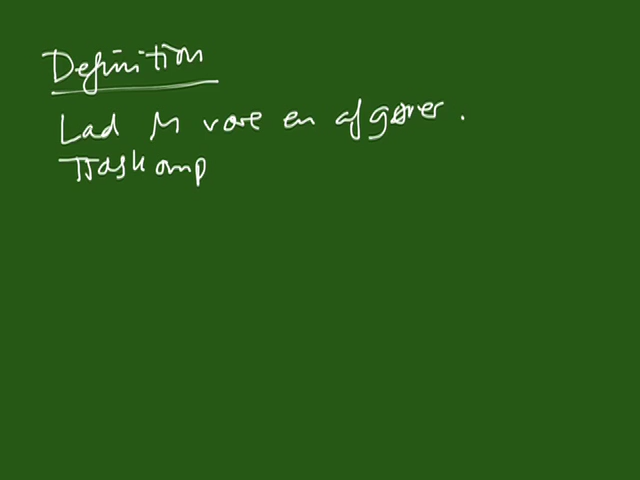 Definition
Lad M være en afgører.
Tidskomp